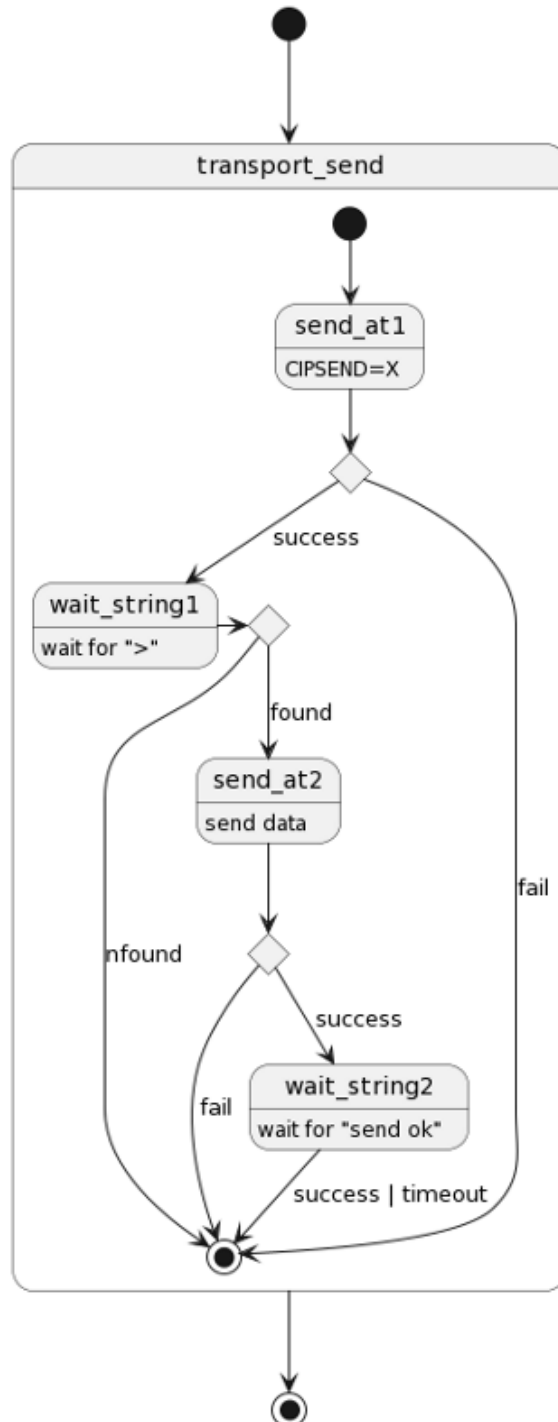 transport_send
send_at1
CIPSEND=X
success
wait_string1
wait for ">"
found
send_at2
send data
fail
nfound
success
wait_string2
fail
wait for "send ok"
success | timeout